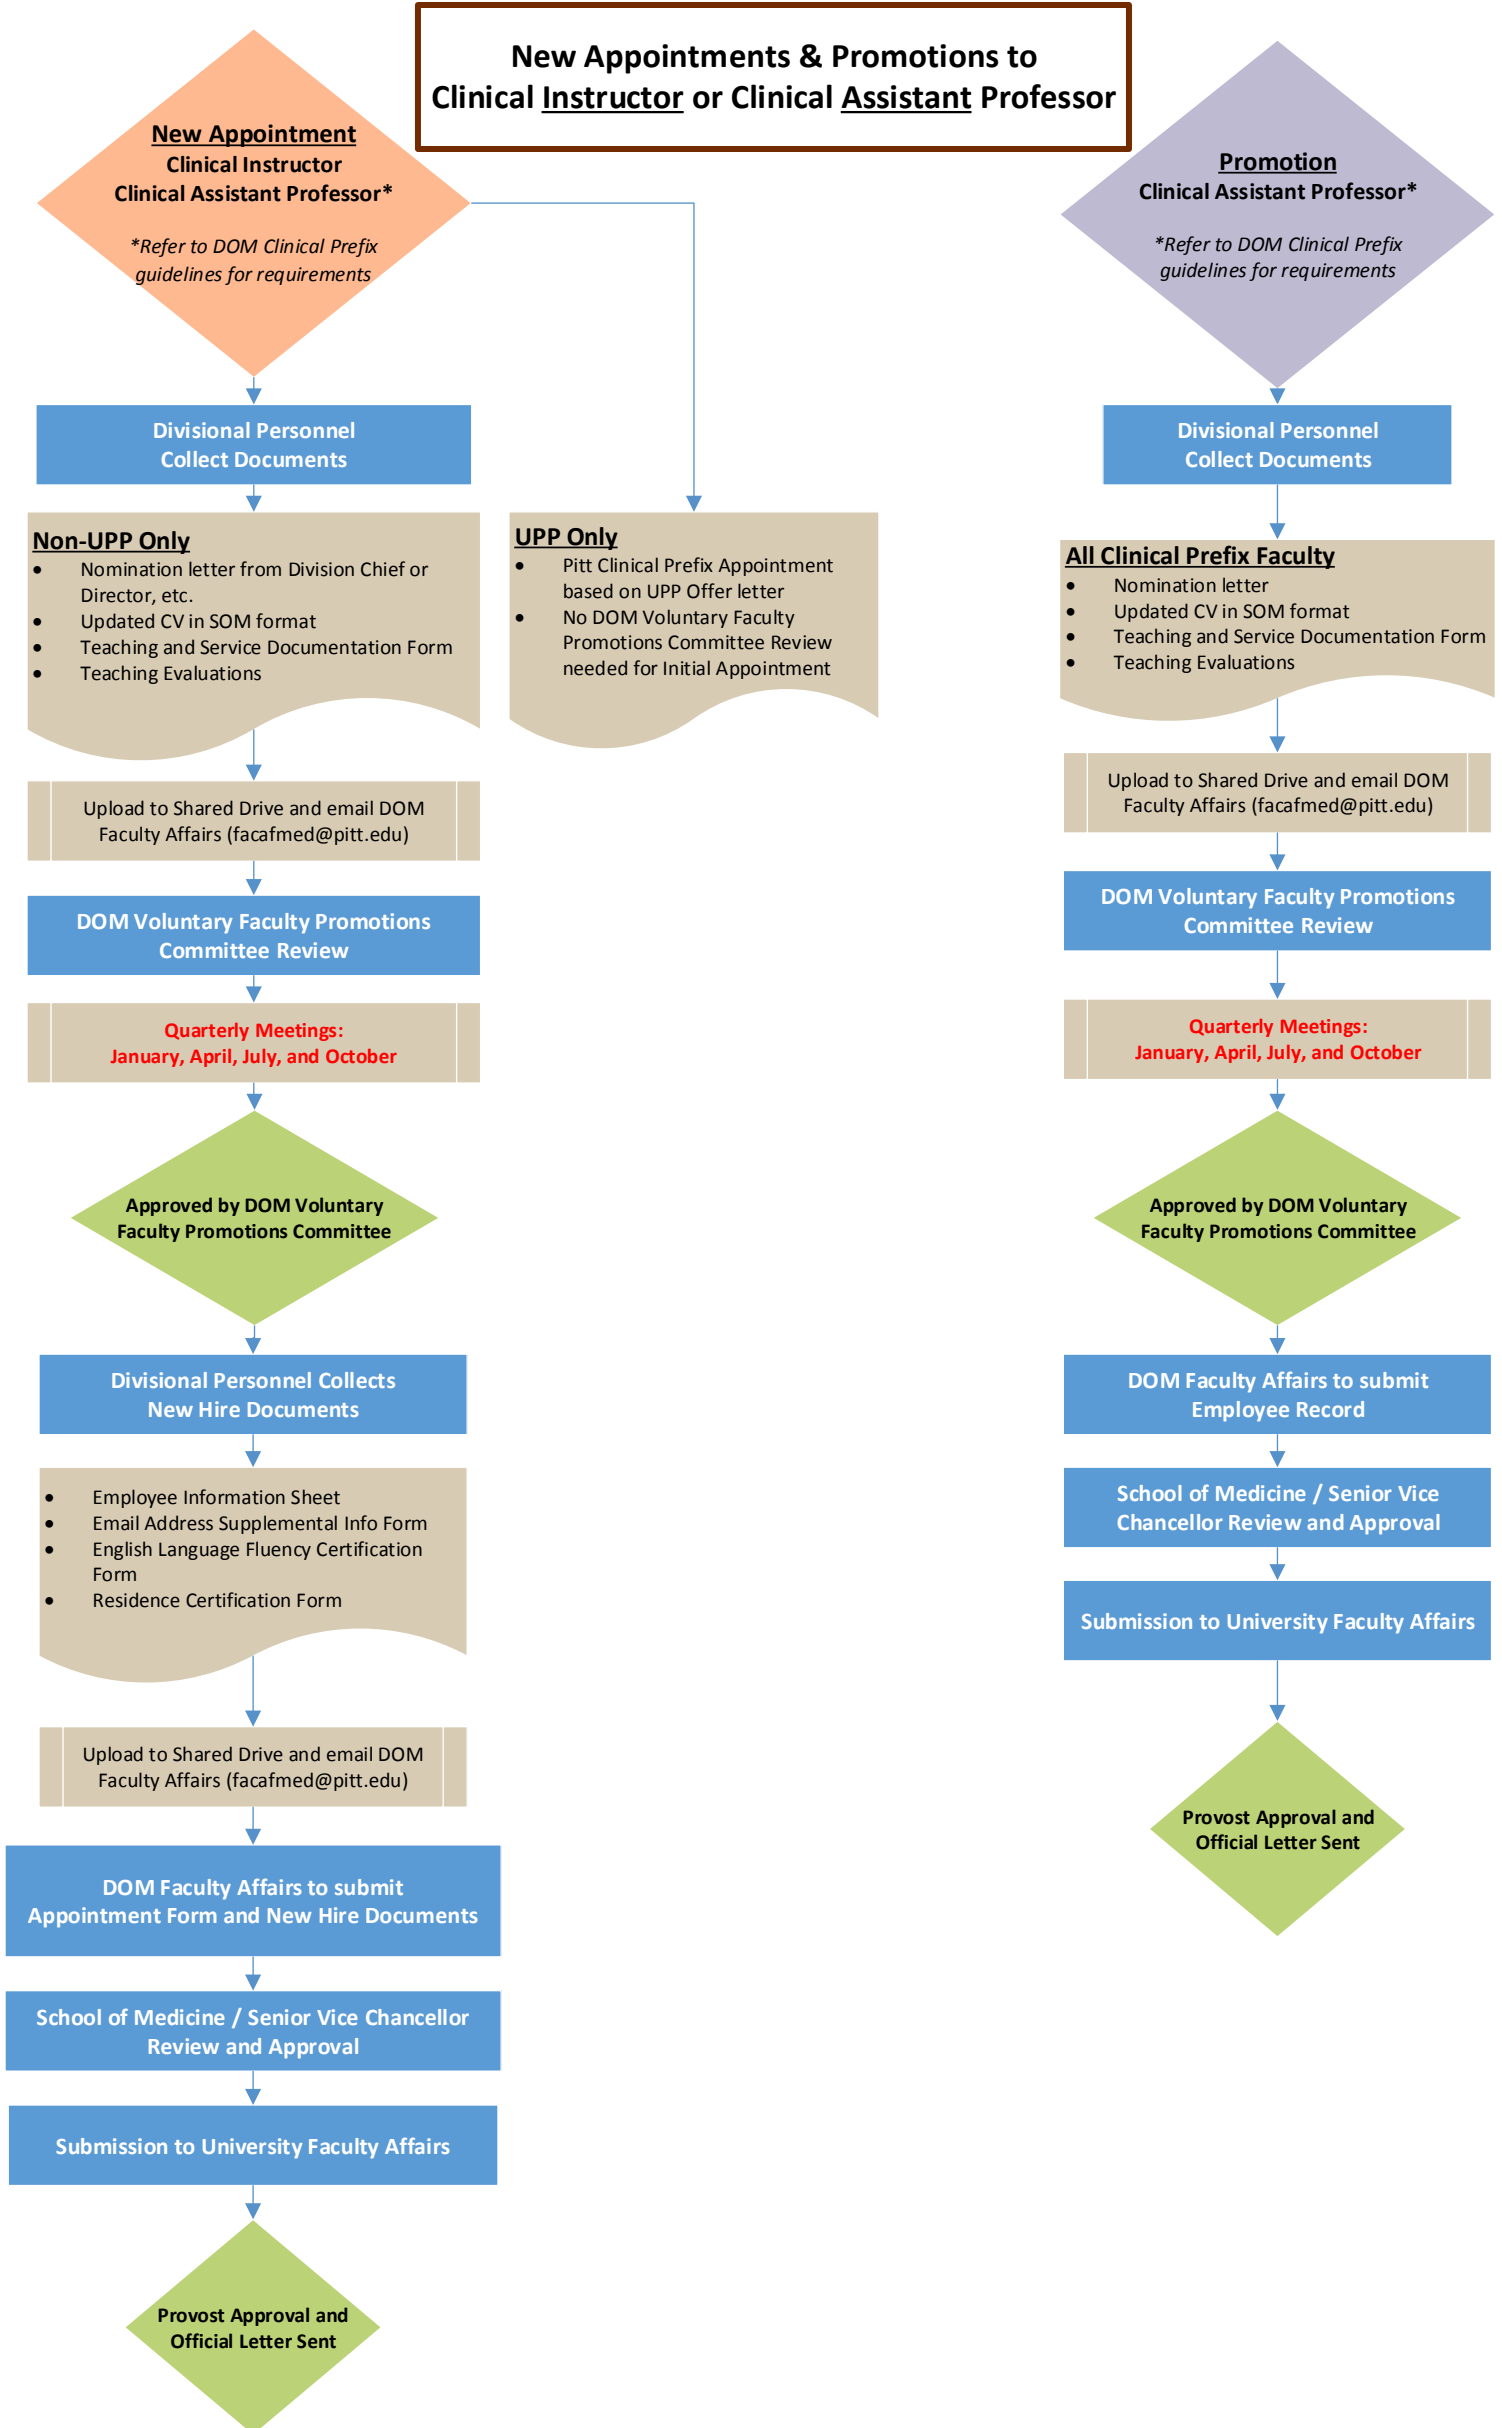 New Appointments & Promotions to
Clinical Instructor or Clinical Assistant Professor
New Appointment
Clinical Instructor
Clinical Assistant Professor*
*Refer to DOM Clinical Prefix
guidelines for requirements
Divisional Personnel
Collect Documents
Non-UPP Only
• Nomination letter from Division Chief or
Director, etc.
• Updated CV in SOM format
• Teaching and Service Documentation Form
• Teaching Evaluations
Upload to Shared Drive and email DOM
Faculty Affairs (facafmed@pitt.edu)
DOM Voluntary Faculty Promotions
Committee Review
Quarterly Meetings:
January, April, July, and October
Approved by DOM Voluntary
Faculty Promotions Committee
Divisional Personnel Collects
New Hire Documents
• Employee Information Sheet
• Email Address Supplemental Info Form
• English Language Fluency Certification
Form
• Residence Certification Form
Upload to Shared Drive and email DOM
Faculty Affairs (facafmed@pitt.edu)
DOM Faculty Affairs to submit
Appointment Form and New Hire Documents
School of Medicine / Senior Vice Chancellor
Review and Approval
Submission to University Faculty Affairs
Provost Approval and
Official Letter Sent
UPP Only
• Pitt Clinical Prefix Appointment
based on UPP Offer letter
• No DOM Voluntary Faculty
Promotions Committee Review
needed for Initial Appointment
Promotion
Clinical Assistant Professor*
*Refer to DOM Clinical Prefix
guidelines for requirements
Divisional Personnel
Collect Documents
All Clinical Prefix Faculty
• Nomination letter
• Updated CV in SOM format
• Teaching and Service Documentation Form
• Teaching Evaluations
Upload to Shared Drive and email DOM
Faculty Affairs (facafmed@pitt.edu)
DOM Voluntary Faculty Promotions
Committee Review
Quarterly Meetings:
January, April, July, and October
Approved by DOM Voluntary
Faculty Promotions Committee
DOM Faculty Affairs to submit
Employee Record
School of Medicine / Senior Vice
Chancellor Review and Approval
Submission to University Faculty Affairs
Provost Approval and
Official Letter Sent